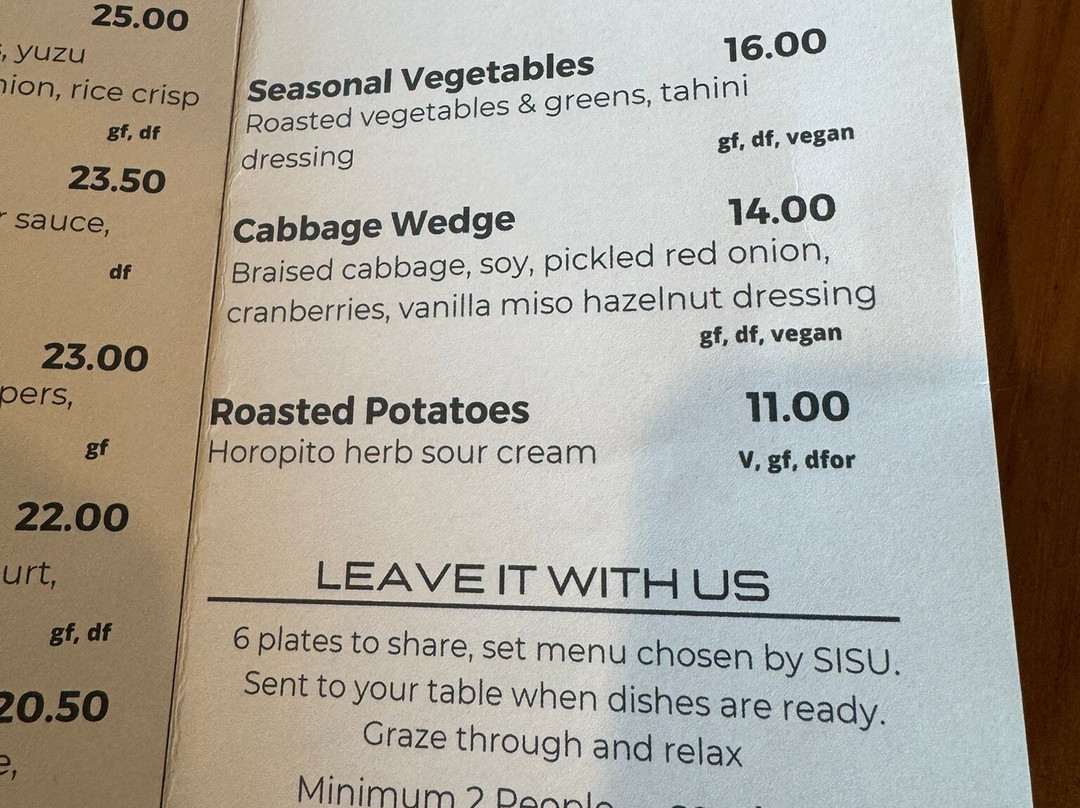 25.00
, yuzu
nion, rice crisp
gf, df
23.50
sauce,
df
23.00
pers,
gf
22.00
urt,
gf, df
20.50
e,
Seasonal Vegetables 16.00
Roasted vegetables & greens, tahini
dressing gf, df, vegan
Cabbage Wedge 14.00
Braised cabbage, soy, pickled red onion,
cranberries, vanilla miso hazelnut dressing
gf, df, vegan
Roasted Potatoes 11.00
Horopito herb sour cream V, gf, dfor
LEAVE IT WITH US
6 plates to share, set menu chosen by SISU.
Sent to your table when dishes are ready.
Graze through and relax
Minimum 2 People